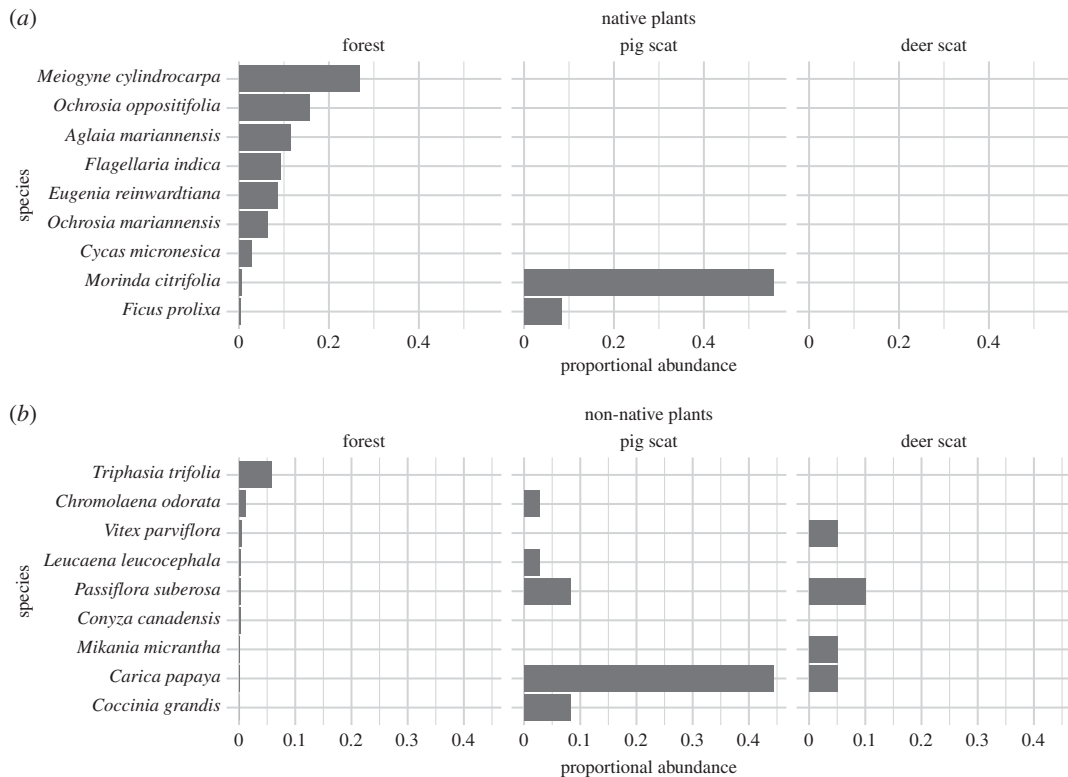 (a)
native plants
forest pig scat deer scat
species
Meiogyne cylindrocarpa
Ochrosia oppositifolia
Aglaia mariannensis
Flagellaria indica
Eugenia reinwardtiana
Ochrosia mariannensis
Cycas micronesica
Morinda citrifolia
Ficus prolixa
0 0.2 0.4 0 0.2 0.4 0 0.2 0.4
proportional abundance
(b)
non-native plants
forest pig scat deer scat
species
Triphasia trifolia
Chromolaena odorata
Vitex parviflora
Leucaena leucocephala
Passiflora suberosa
Conyza canadensis
Mikania micrantha
Carica papaya
Coccinia grandis
0 0.1 0.2 0.3 0.4 0 0.1 0.2 0.3 0.4 0 0.1 0.2 0.3 0.4
proportional abundance